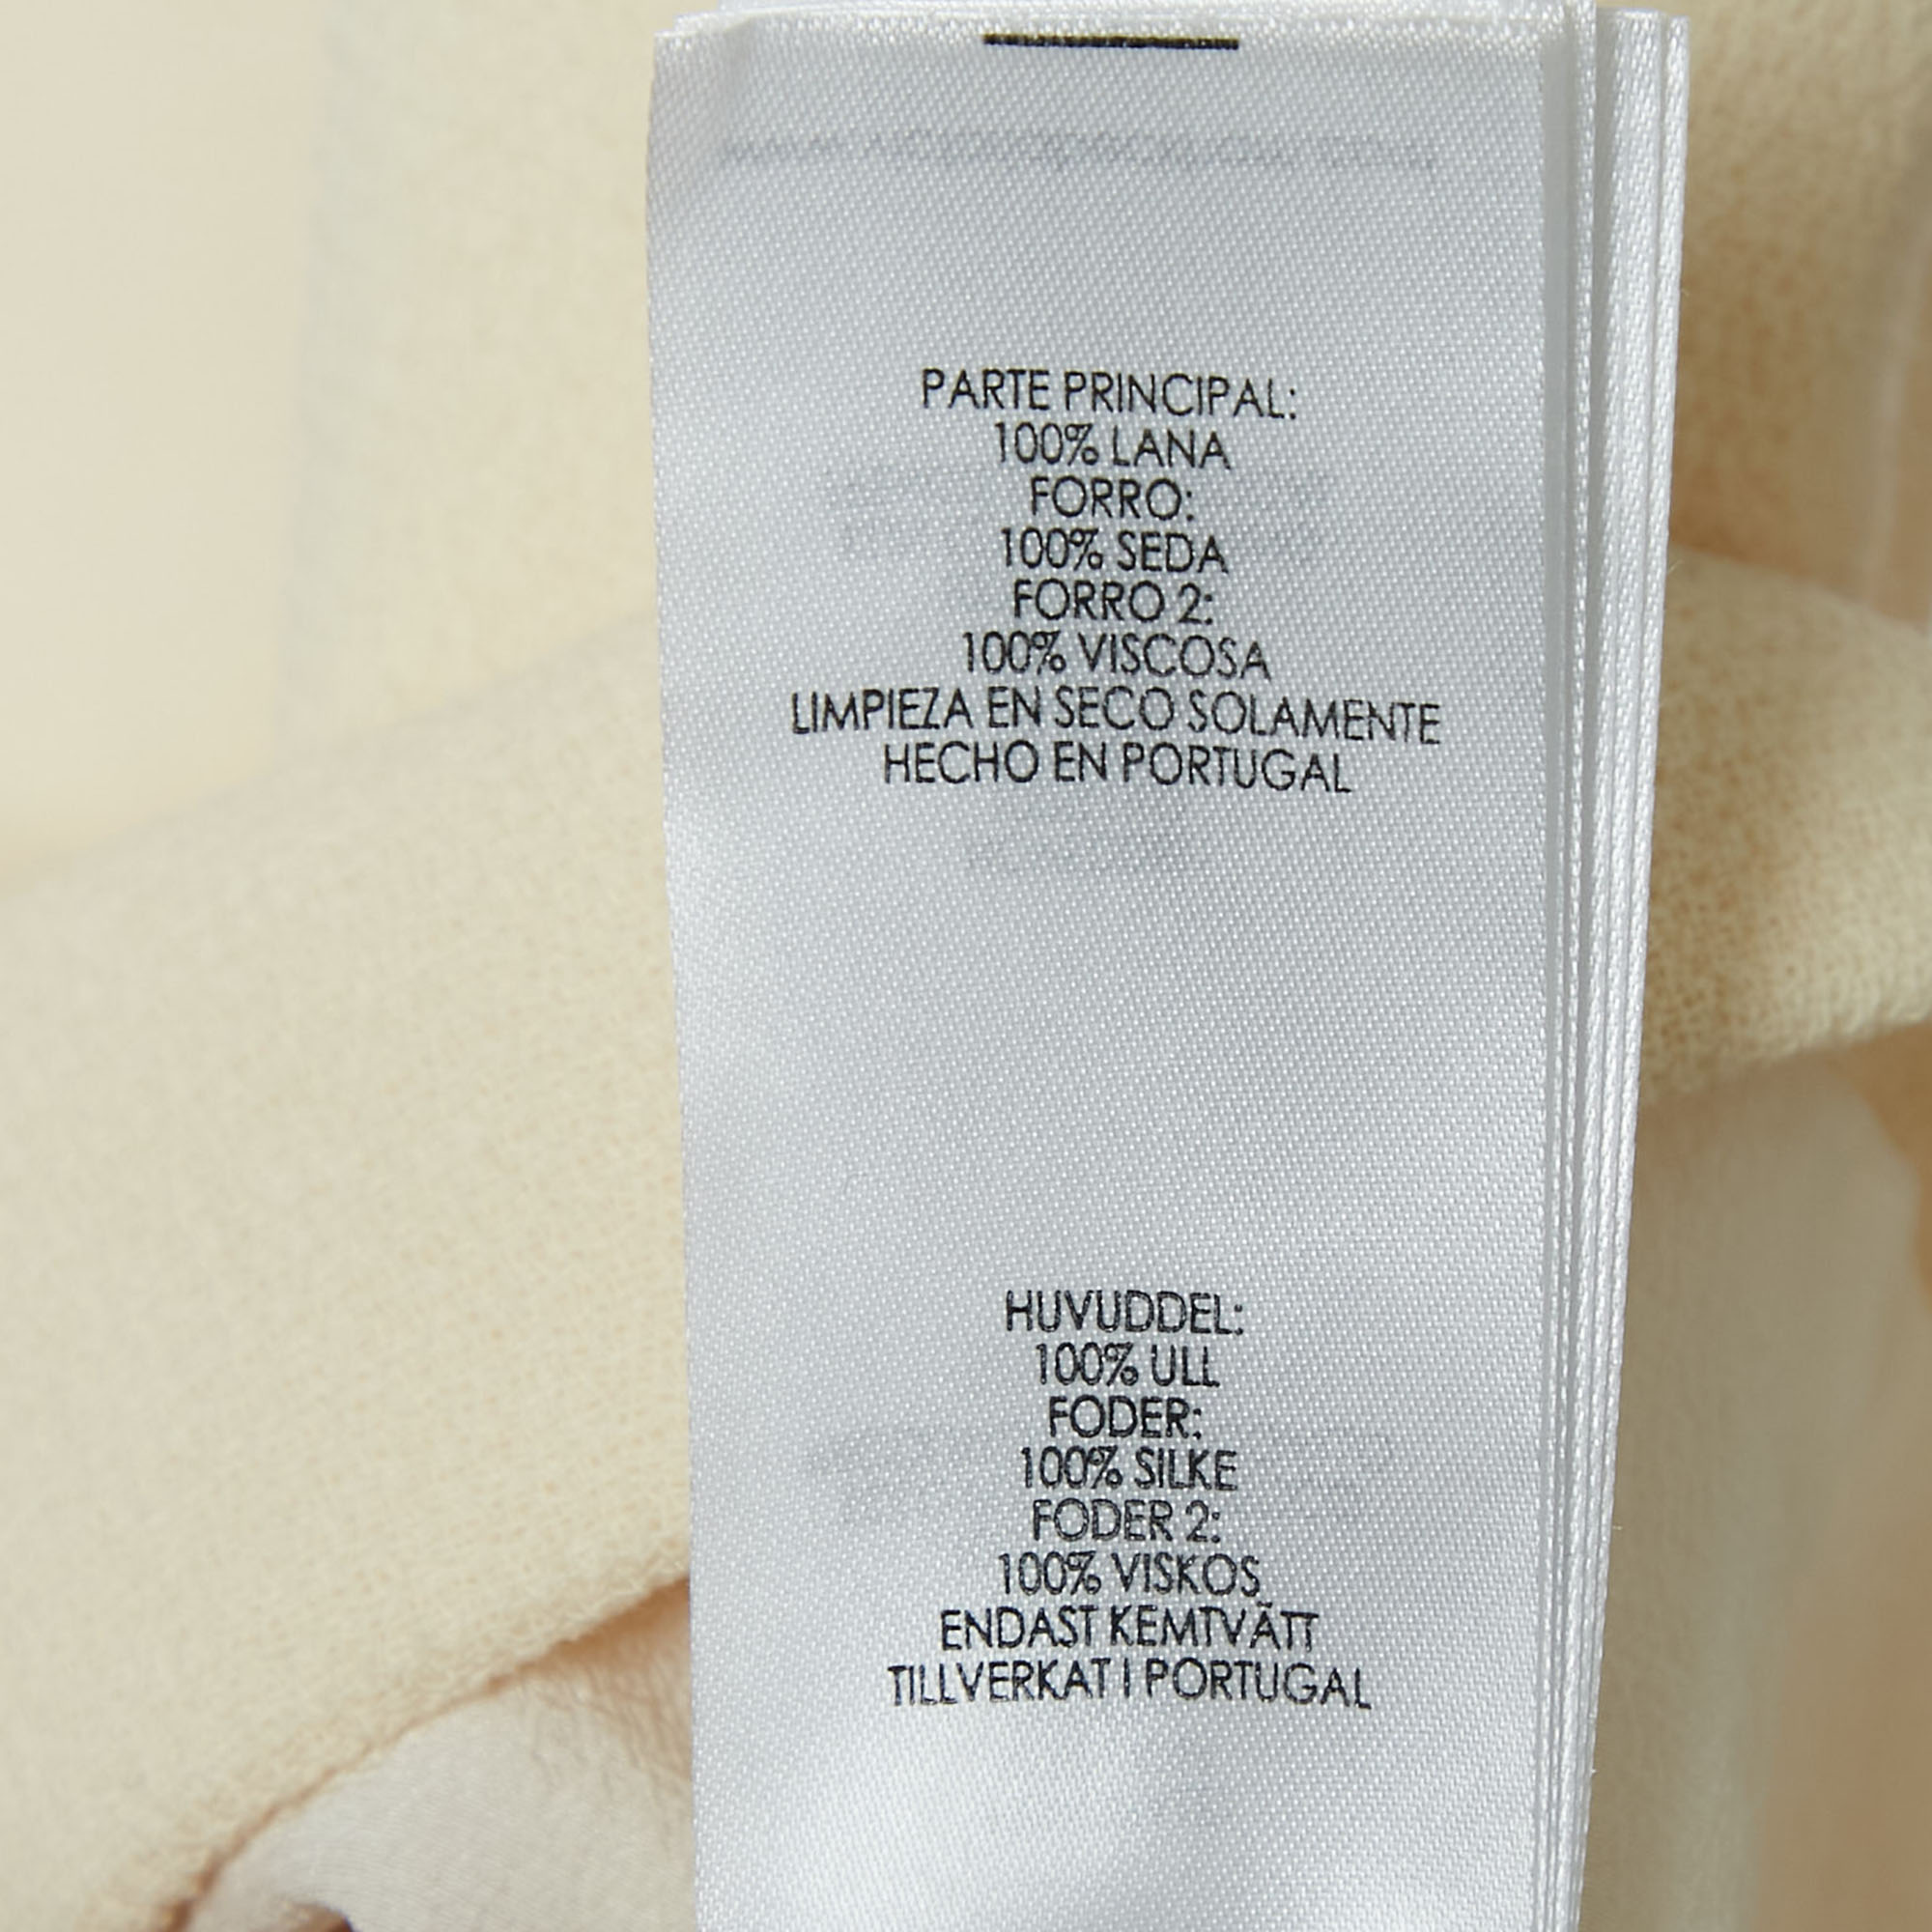 PARTE PRINCIPAL:
100% LANA
FORRO:
100% SEDA
FORRO 2:
100% VISCOSA
LIMPIEZA EN SECO SOLAMENTE
HECHO EN PORTUGAL
HUVUDDEL:
100% ULL
FODER:
100% SILKE
FODER 2:
100% VISKOS
ENDAST KEMTVÄTT
TILLVERKAT I PORTUGAL